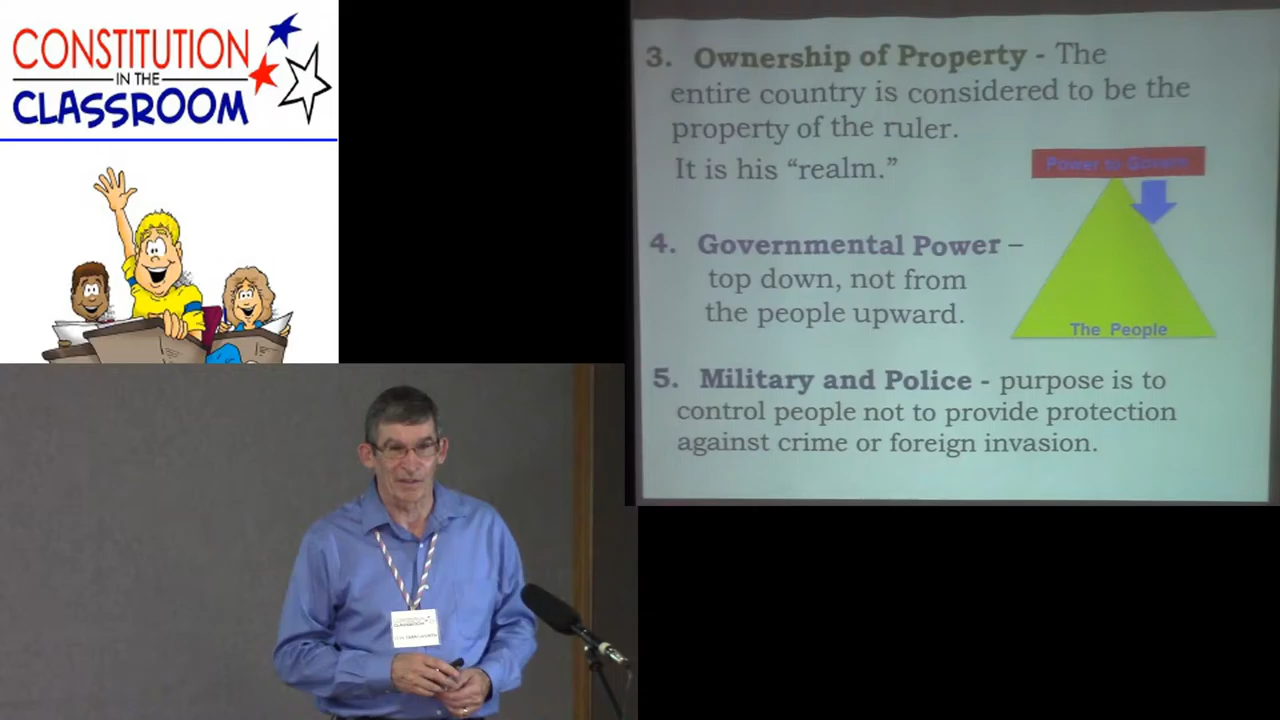 CONSTITUTION
IN THE
CLASSROOM
3. Ownership of Property - The
entire country is considered to be the
property of the ruler.
It is his “realm.”
Power to Govern
4. Governmental Power –
top down, not from
the people upward.
The People
5. Military and Police - purpose is to
control people not to provide protection
against crime or foreign invasion.
CONSTITUTION
CLASSROOM